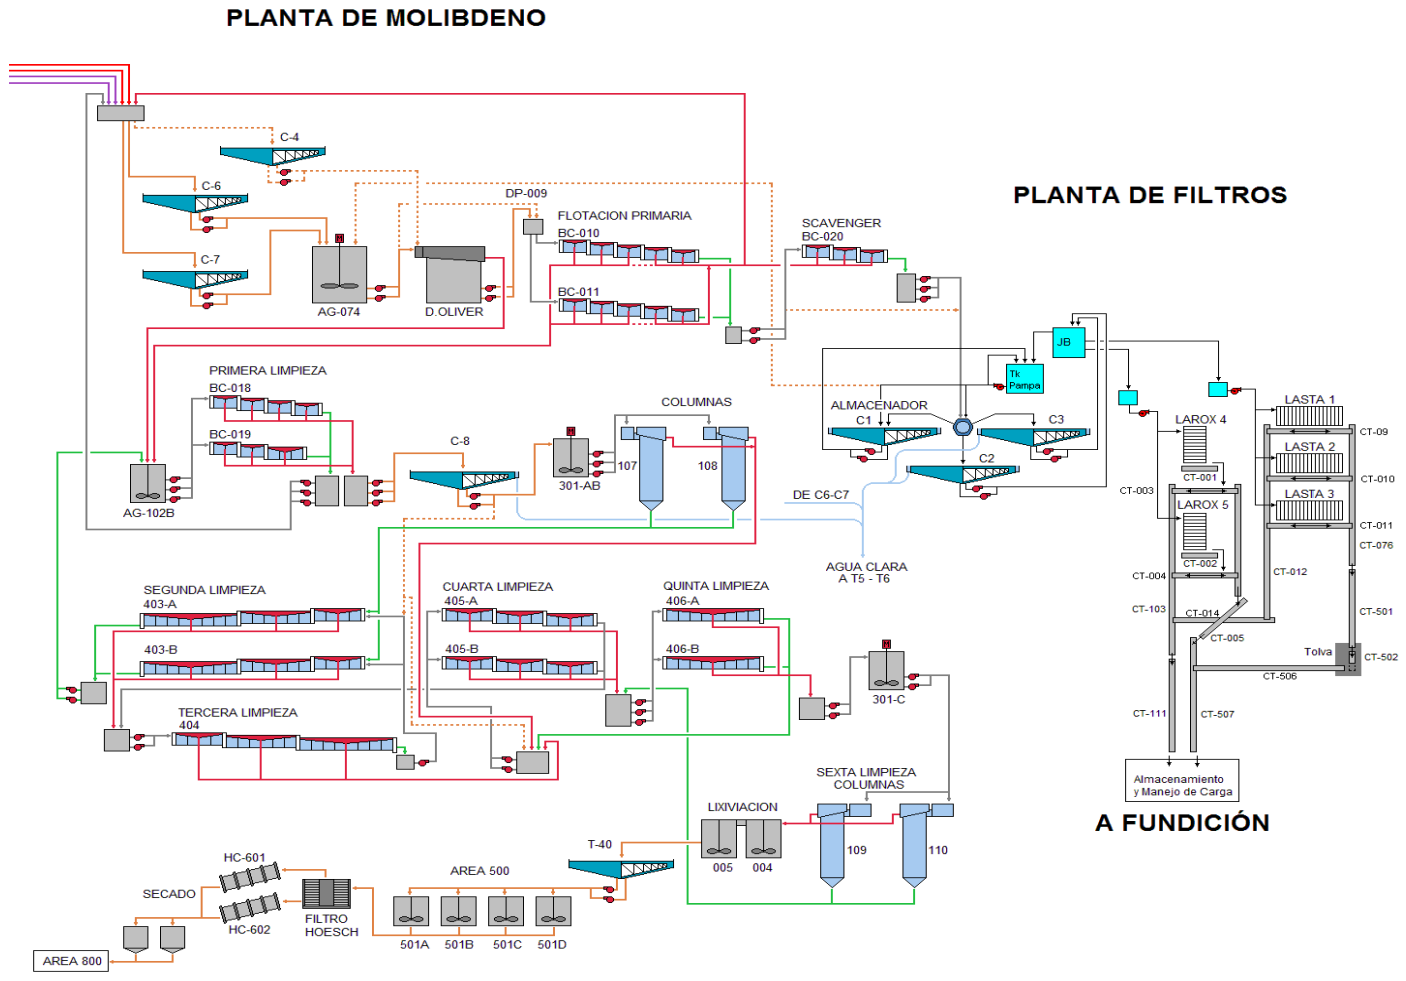 PLANTA DE MOLIBDENO
C-4
C-6
DP-009
PLANTA DE FILTROS
FLOTACION PRIMARIA
BC-010
SCAVENGER
BC-020
C-7
BC-011
AG-074
D.OLIVER
JB
Tk
Pampa
PRIMERA LIMPIEZA
BC-018
COLUMNAS
ALMACENADOR
C1
C3
LAROX 4
LASTA 1
CT-09
BC-019
C-8
107
108
C2
LASTA 2
CT-001
CT-010
301-AB
DE C6-C7
CT-003
LASTA 3
AG-102B
LAROX 5
CT-011
CT-076
AGUA CLARA
A T5 - T6
CT-002
CT-004
CT-012
SEGUNDA LIMPIEZA
403-A
CUARTA LIMPIEZA
405-A
QUINTA LIMPIEZA
406-A
CT-103
CT-014
CT-501
CT-005
403-B
405-B
406-B
Tolva
CT-502
CT-506
301-C
TERCERA LIMPIEZA
404
CT-111
CT-507
SEXTA LIMPIEZA
COLUMNAS
Almacenamiento
y Manejo de Carga
LIXIVIACION
A FUNDICIÓN
T-40
109
110
HC-601
AREA 500
005
004
SECADO
HC-602
FILTRO
HOESCH
501A
501B
501C
501D
AREA 800